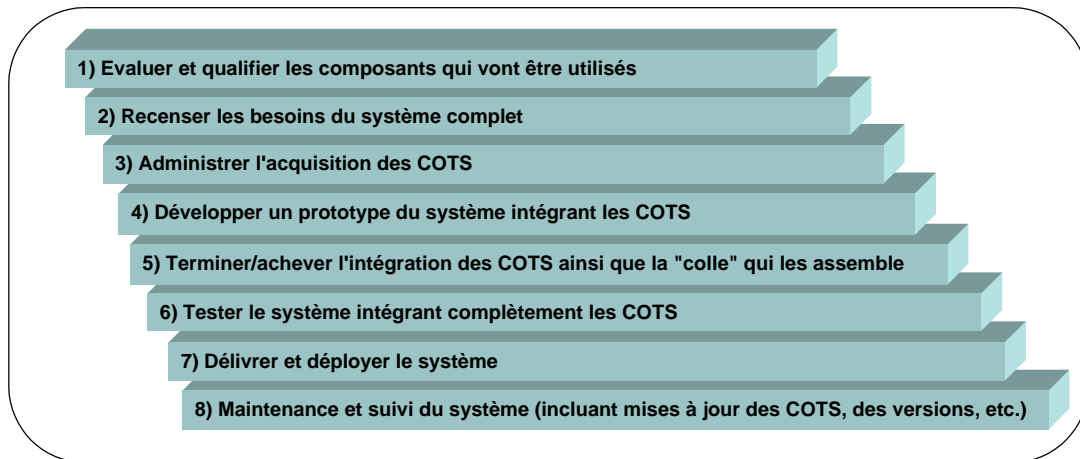 1) Evaluer et qualifier les composants qui vont être utilisés
2) Recenser les besoins du système complet
3) Administrer l'acquisition des COTS
4) Développer un prototype du système intégrant les COTS
5) Terminer/achever l'intégration des COTS ainsi que la "colle" qui les assemble
6) Tester le système intégrant complètement les COTS
7) Délivrer et déployer le système
8) Maintenance et suivi du système (incluant mises à jour des COTS, des versions, etc.)